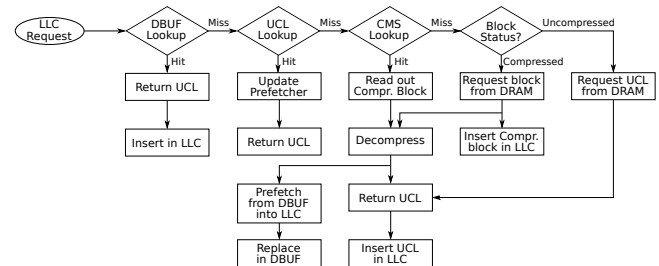 LLC
Request
DBUF
Lookup
Miss
UCL
Lookup
Miss
CMS
Lookup
Miss
Block
Status?
Uncompressed
Hit
Hit
Hit
Compressed
Return UCL
Update
Prefetcher
Read out
Compr. Block
Request block
from DRAM
Request UCL
from DRAM
Insert in LLC
Return UCL
Decompress
Insert Compr.
block in LLC
Prefetch
from DBUF
into LLC
Return UCL
Replace
in DBUF
Insert UCL
in LLC